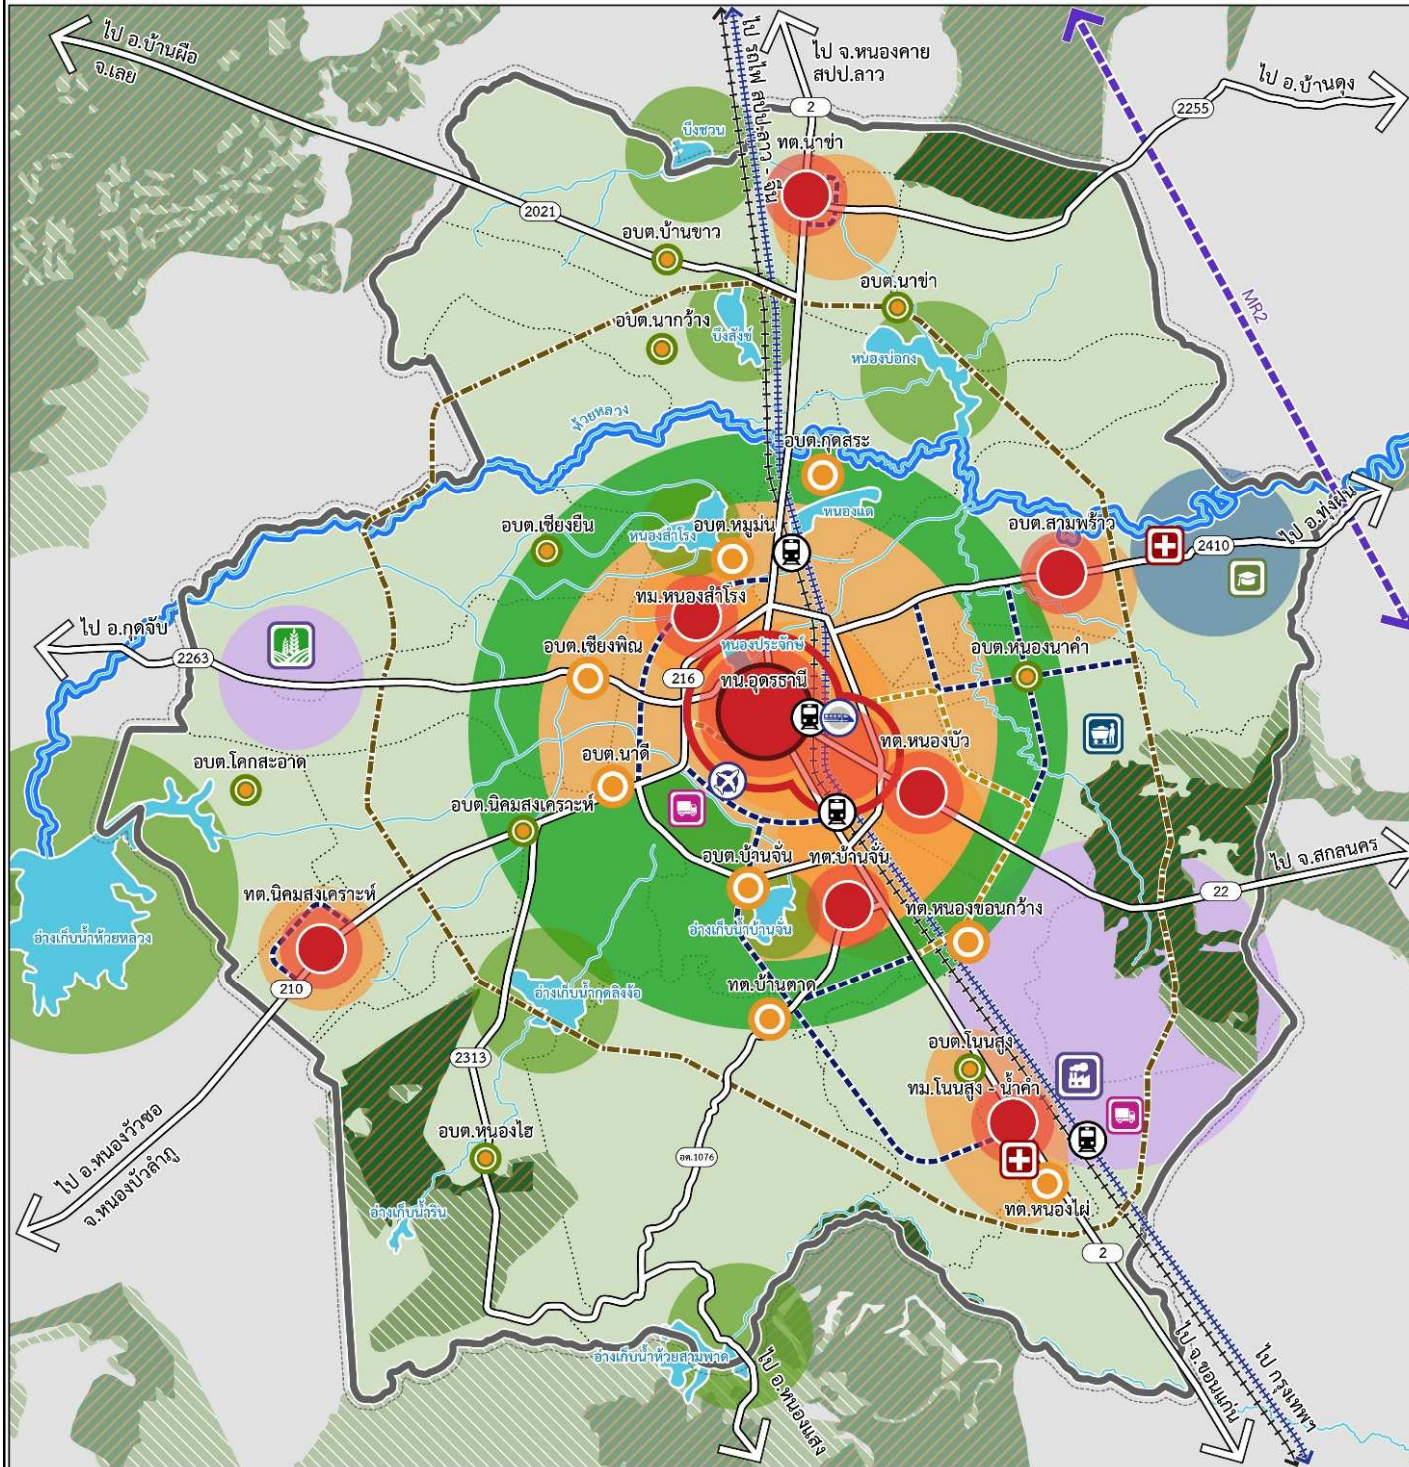 ไป อ.บ้านผือ
จ.เลย
ไป รถไฟ สปป.ลาว - จีน
ไป จ.หนองคาย
สปป.ลาว
ไป อ.บ้านดุง
2
2255
บึงชวน
ทต.นาข่า
2021
อบต.บ้านขาว
อบต.นาข่า
MR2
อบต.นากว้าง
บึงสังข์
หนองบ่อกง
ห้วยหลวง
อบต.กุดสระ
หนองแด
อบต.เชียงยืน
หนองสำโรง
อบต.หมูม่น
อบต.สามพร้าว
ไป อ.ทุ่งฝน
2410
ทม.หนองสำโรง
ไป อ.กุดจับ
2263
อบต.เชียงพิณ
หนองประจักษ์
216
ทน.อุดรธานี
อบต.หนองนาคำ
ทต.หนองบัว
อบต.โคกสะอาด
อบต.นาดี
อบต.นิคมสงเคราะห์
อบต.บ้านจั่น
ทต.บ้านจั่น
ไป จ.สกลนคร
22
ทต.นิคมสงเคราะห์
ทต.หนองขอนกว้าง
อ่างเก็บน้ำห้วยหลวง
อ่างเก็บน้ำบ้านจั่น
210
อ่างเก็บน้ำกุดลิงง้อ
ทต.บ้านตาด
2313
อบต.โนนสูง
ทม.โนนสูง - น้ำคำ
ไป อ.หนองวัวซอ
จ.หนองบัวลำภู
อบต.หนองไฮ
อด.1076
อ่างเก็บน้ำริน
ทต.หนองไผ่
2
อ่างเก็บน้ำห้วยสามพาด
ไป อ.หนองแสง
ไป จ.ขอนแก่น
ไป กรุงเทพฯ